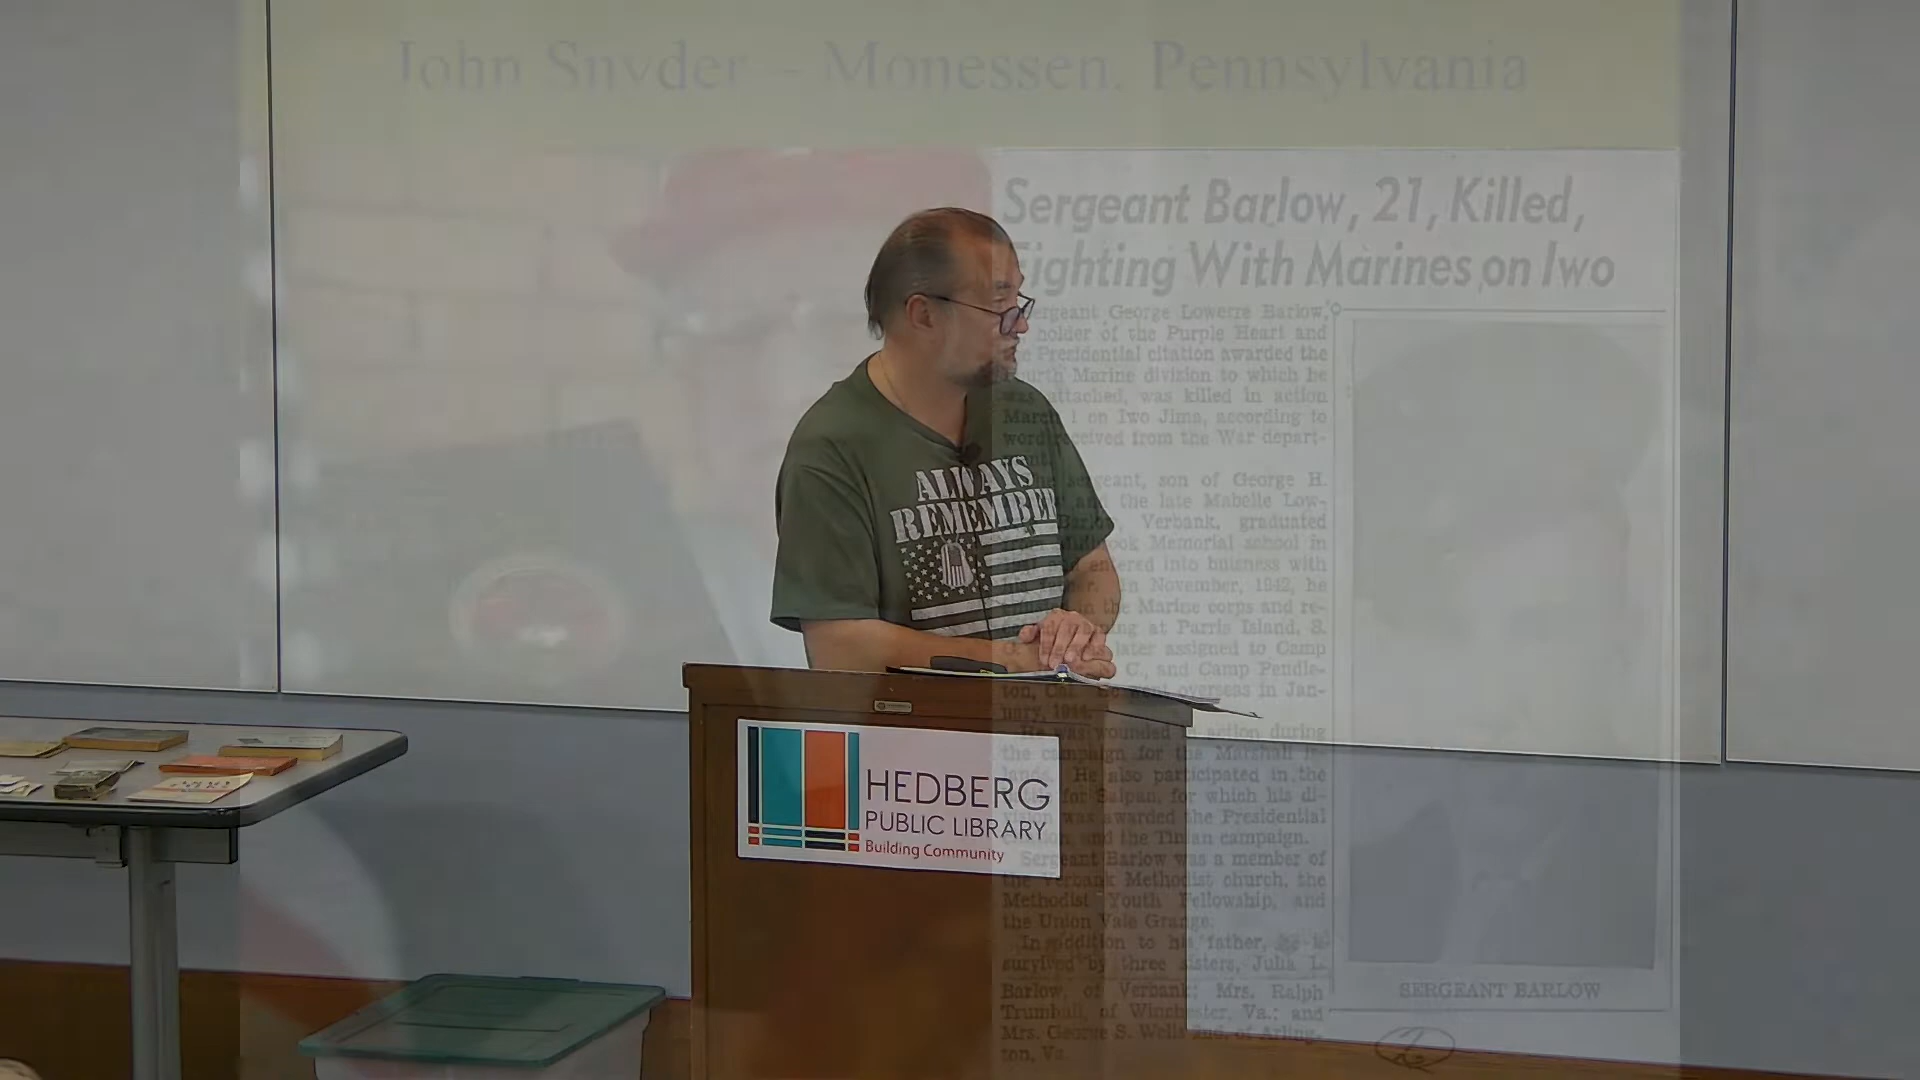 John Snyder – Monessen, Pennsylvania
Sergeant Barlow, 21, Killed,
Fighting With Marines on Iwo
Sergeant George Lowerre Barlow,
holder of the Purple Heart and
Presidential citation awarded the
Fourth Marine division to which he
was attached, was killed in action
March 1 on Iwo Jima, according to
word received from the War depart-
sergeant, son of George H.
and the late Mabelle Low-
Barlow, Verbank, graduated
Memorial school in
entered into business with
In November, 1942, he
in the Marine corps and re-
at Parris Island, S.
later assigned to Camp
C., and Camp Pendle-
ton, Cal. He went overseas in Jan-
uary, 1944.
He was wounded in action during
the campaign for the Marshall
He also participated in the
for Saipan, for which his di-
vision was awarded the Presidential
and the Tinian campaign.
Sergeant Barlow was a member of
the Verbank Methodist church, the
Methodist Youth Fellowship, and
the Union Vale Grange.
In addition to his father, he is
survived by three sisters, Julia L.
Barlow, of Verbank; Mrs. Ralph
Trumball, of Winchester, Va.; and
Mrs. George S. Wells of Arling-
ton, Va.
SERGEANT BARLOW
ALWAYS
REMEMBER
HEDBERG
PUBLIC LIBRARY
Building Community